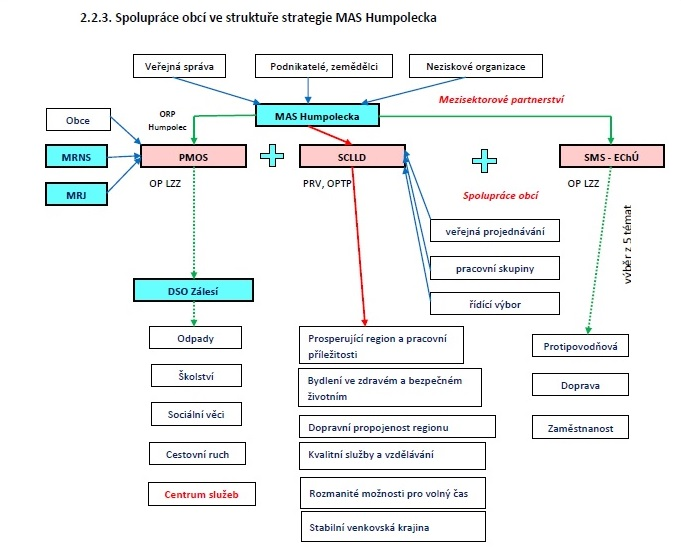 2.2.3. Spolupráce obcí ve struktuře strategie MAS Humpolecka
Veřejná správa
Podnikatelé, zemědělci
Neziskové organizace
Mezisektorové partnerství
Obce
ORP
Humpolec
MAS Humpolecka
MRNS
PMOS
SCLLD
SMS - EChÚ
MRJ
OP LZZ
PRV, OPTP
OP LZZ
Spolupráce obcí
veřejná projednávání
pracovní skupiny
řídící výbor
výběr z 5 témat
DSO Zálesí
Odpady
Školství
Sociální věci
Cestovní ruch
Centrum služeb
Prosperující region a pracovní
příležitosti
Bydlení ve zdravém a bezpečném
životním
Dopravní propojenost regionu
Kvalitní služby a vzdělávání
Rozmanité možnosti pro volný čas
Stabilní venkovská krajina
Protipovodňová
Doprava
Zaměstnanost